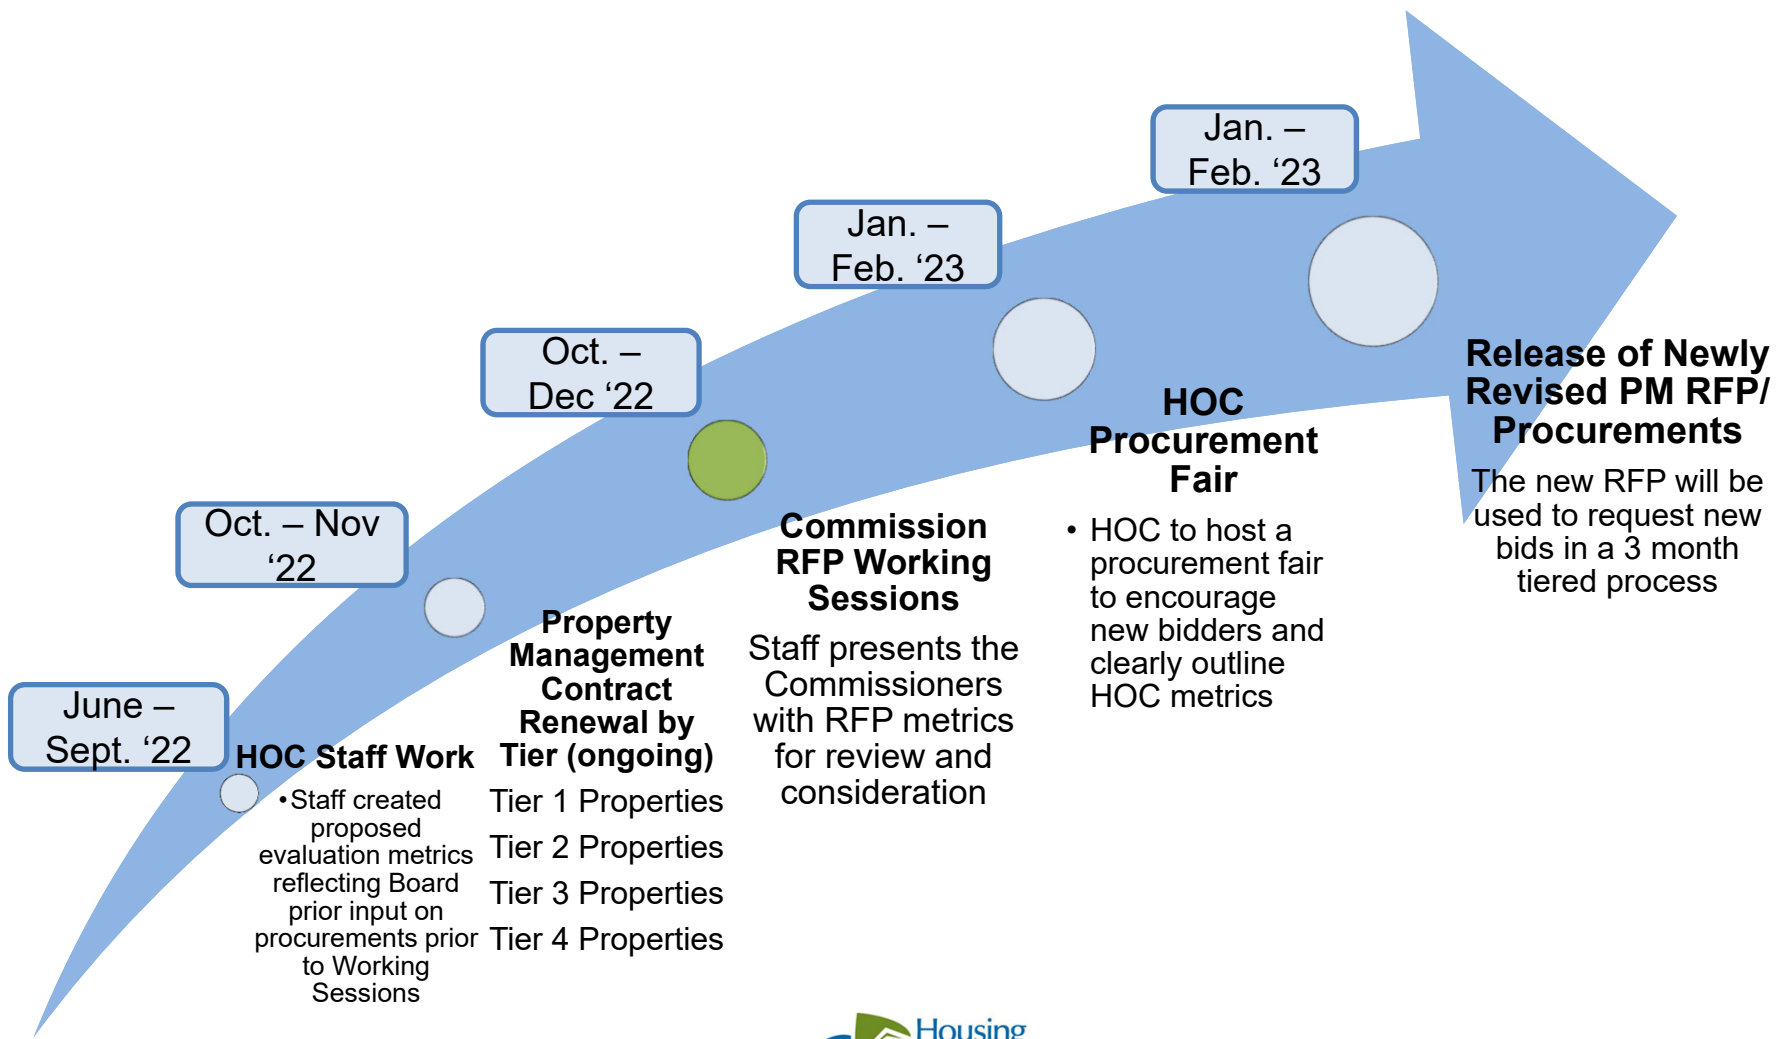 June –
Sept. ‘22
HOC Staff Work
•Staff created
proposed
evaluation metrics
reflecting Board
prior input on
procurements prior
to Working
Sessions
Oct. – Nov
‘22
Property
Management
Contract
Renewal by
Tier (ongoing)
Tier 1 Properties
Tier 2 Properties
Tier 3 Properties
Tier 4 Properties
Oct. –
Dec ‘22
Commission
RFP Working
Sessions
Staff presents the
Commissioners
with RFP metrics
for review and
consideration
Jan. –
Feb. ‘23
HOC
Procurement
Fair
• HOC to host a
procurement fair
to encourage
new bidders and
clearly outline
HOC metrics
Jan. –
Feb. ‘23
Release of Newly
Revised PM RFP/
Procurements
The new RFP will be
used to request new
bids in a 3 month
tiered process
Housing